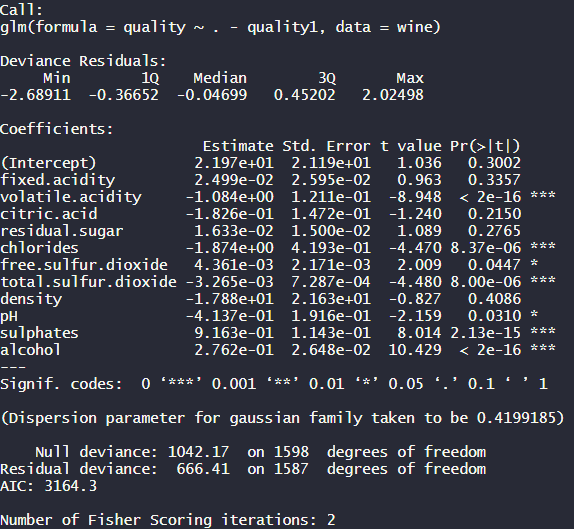 Call:
glm(formula = quality ~ . - quality1, data = wine)
Deviance Residuals:
Min 1Q Median 3Q Max
-2.68911 -0.36652 -0.04699 0.45202 2.02498
Coefficients:
Estimate Std. Error t value Pr(>|t|)
(Intercept) 2.197e+01 2.119e+01 1.036 0.3002
fixed.acidity 2.499e-02 2.595e-02 0.963 0.3357
volatile.acidity -1.084e+00 1.211e-01 -8.948 < 2e-16 ***
citric.acid -1.826e-01 1.472e-01 -1.240 0.2150
residual.sugar 1.633e-02 1.500e-02 1.089 0.2765
chlorides -1.874e+00 4.193e-01 -4.470 8.37e-06 ***
free.sulfur.dioxide 4.361e-03 2.171e-03 2.009 0.0447 *
total.sulfur.dioxide -3.265e-03 7.287e-04 -4.480 8.00e-06 ***
density -1.788e+01 2.163e+01 -0.827 0.4086
pH -4.137e-01 1.916e-01 -2.159 0.0310 *
sulphates 9.163e-01 1.143e-01 8.014 2.13e-15 ***
alcohol 2.762e-01 2.648e-02 10.429 < 2e-16 ***
---
Signif. codes: 0 ‘***’ 0.001 ‘**’ 0.01 ‘*’ 0.05 ‘.’ 0.1 ‘ ’ 1
(Dispersion parameter for gaussian family taken to be 0.4199185)
Null deviance: 1042.17 on 1598 degrees of freedom
Residual deviance: 666.41 on 1587 degrees of freedom
AIC: 3164.3
Number of Fisher Scoring iterations: 2